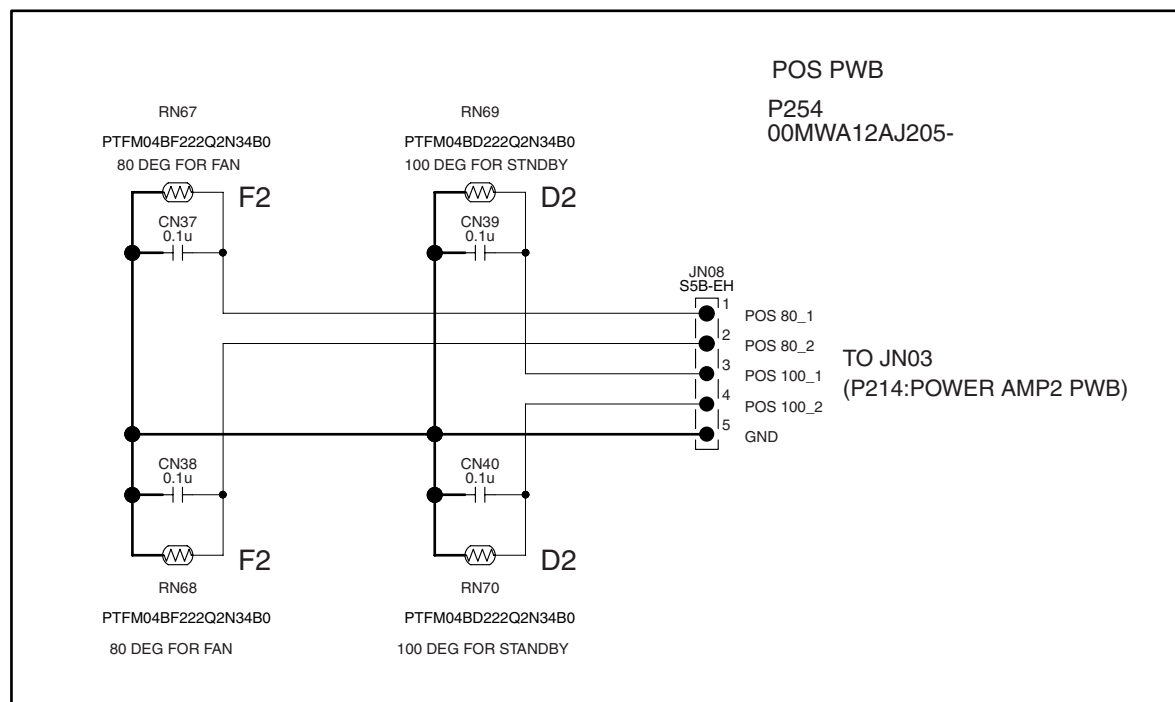 POS PWB
P254
00MWA12AJ205-
RN67
PTFM04BF222Q2N34B0
80 DEG FOR FAN
F2
CN37
0.1u
RN69
PTFM04BD222Q2N34B0
100 DEG FOR STNDBY
D2
CN39
0.1u
JN08
S5B-EH
1
POS 80_1
2
POS 80_2
3
POS 100_1
4
POS 100_2
5
GND
TO JN03
(P214:POWER AMP2 PWB)
CN38
0.1u
F2
RN68
PTFM04BF222Q2N34B0
80 DEG FOR FAN
CN40
0.1u
D2
RN70
PTFM04BD222Q2N34B0
100 DEG FOR STANDBY